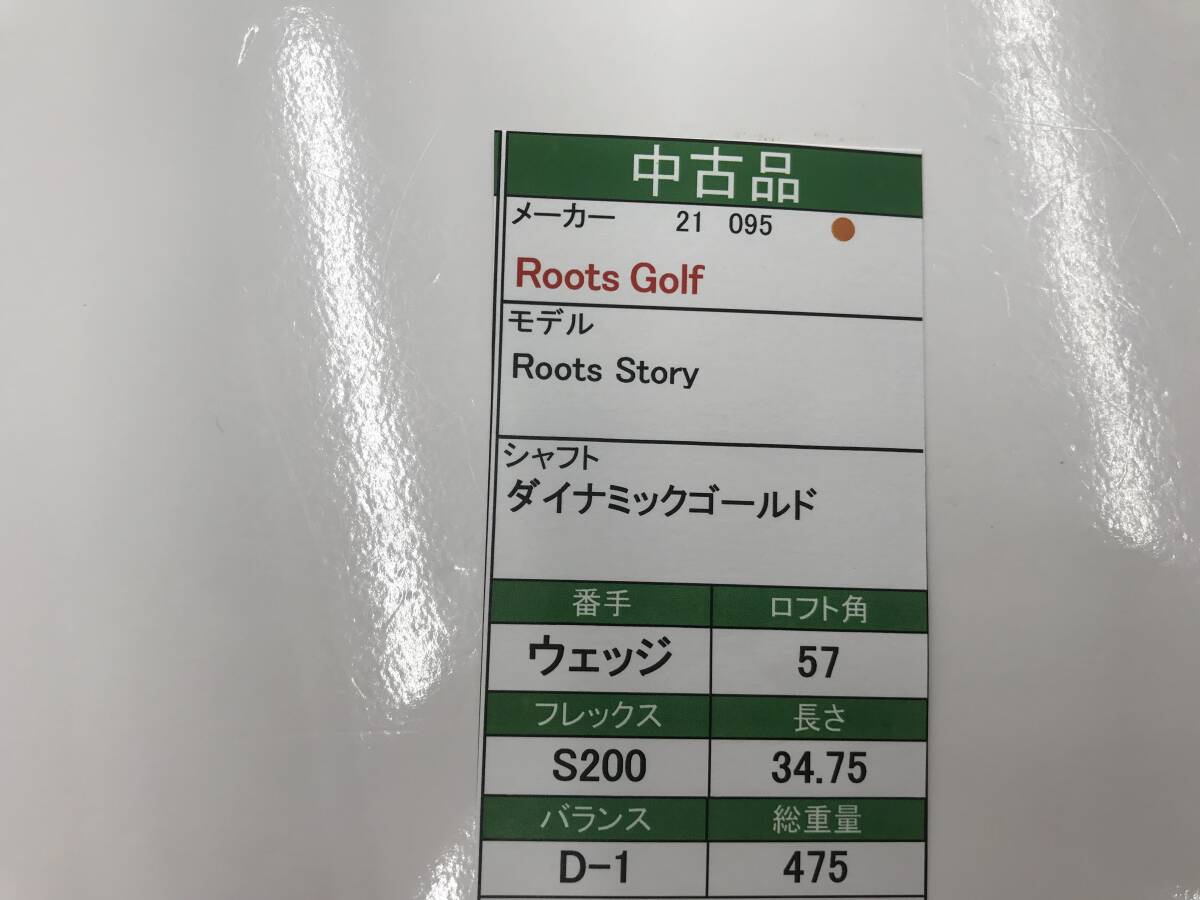 中古品
メーカー 21 095
Roots Golf
モデル
Roots Story
シャフト
ダイナミックゴールド
番手 ロフト角
ウェッジ 57
フレックス 長さ
S200 34.75
バランス 総重量
D-1 475